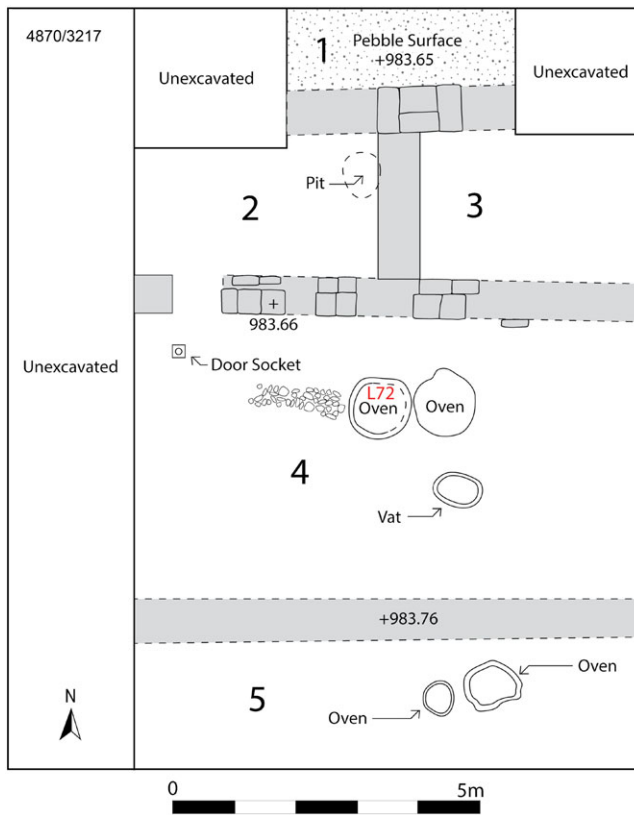 4870/3217
1
Pebble Surface
+983.65
Unexcavated
Unexcavated
Pit
2
3
+
983.66
Unexcavated
Door Socket
L72
Oven
Oven
4
Vat
+983.76
Oven
5
Oven
N
0
5m